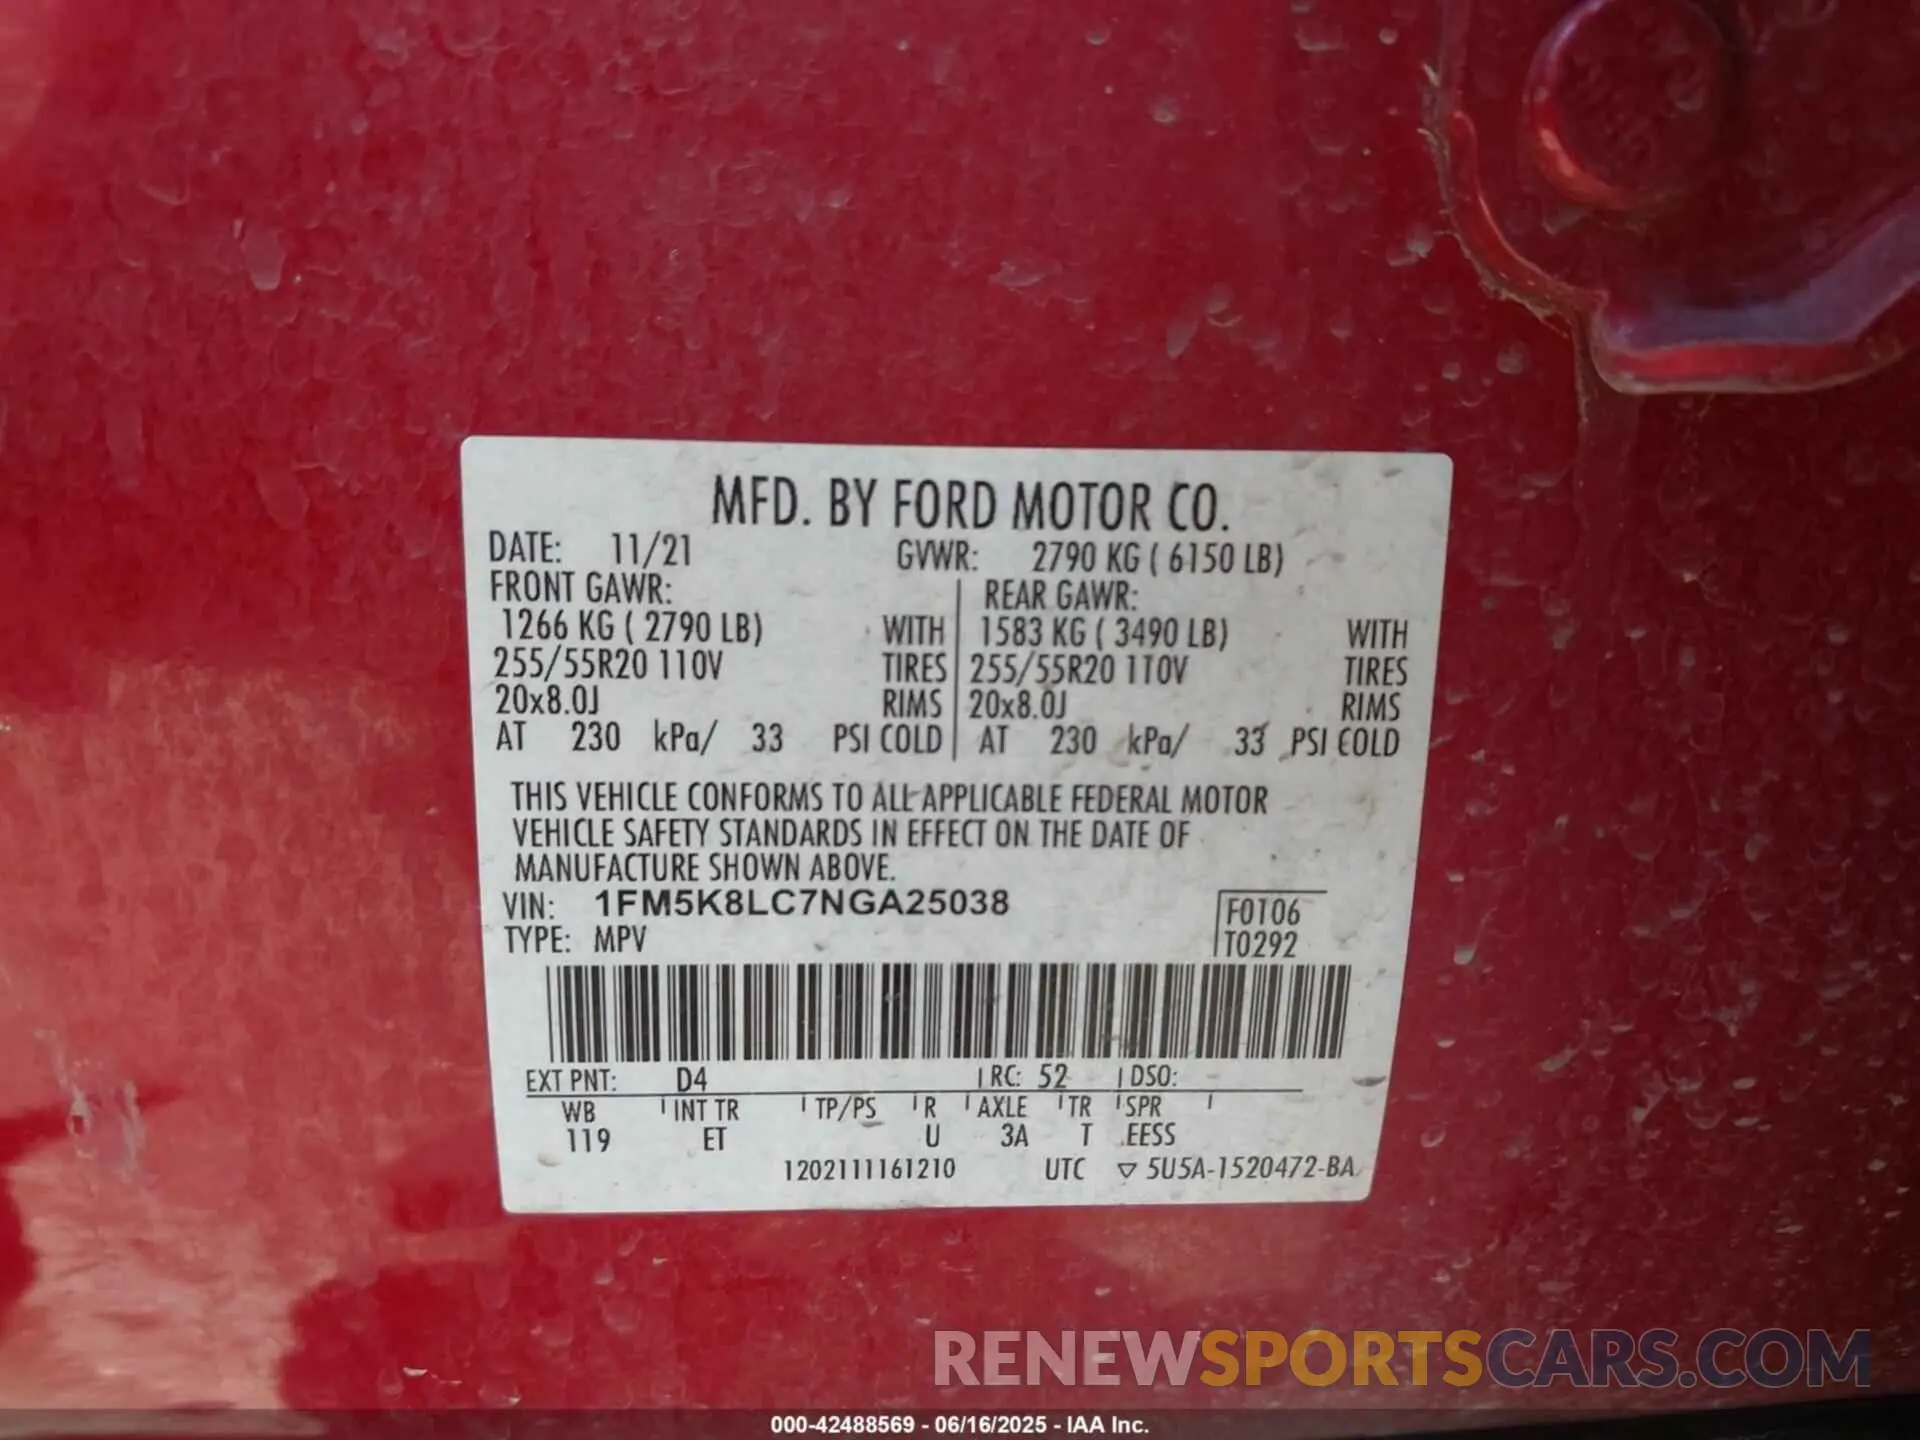 MFD. BY FORD MOTOR CO.
DATE: 11/21 GVWR: 2790 KG ( 6150 LB)
FRONT GAWR: REAR GAWR:
1266 KG ( 2790 LB) WITH 1583 KG ( 3490 LB) WITH
255/55R20 110V TIRES 255/55R20 110V TIRES
20x8.0J RIMS 20x8.0J RIMS
AT 230 kPa/ 33 PSI COLD AT 230 kPa/ 33 PSI COLD
THIS VEHICLE CONFORMS TO ALL APPLICABLE FEDERAL MOTOR
VEHICLE SAFETY STANDARDS IN EFFECT ON THE DATE OF
MANUFACTURE SHOWN ABOVE.
VIN: 1FM5K8LC7NGA25038 F0106
TYPE: MPV T0292
EXT PNT: D4 RC: 52 DSO:
WB INT TR TP/PS R AXLE TR SPR
119 ET U 3A T EESS
1202111161210 UTC ▽ 5U5A-1520472-BA
RENEWSPORTSCARS.COM
000-42488569 - 06/16/2025 - IAA Inc.